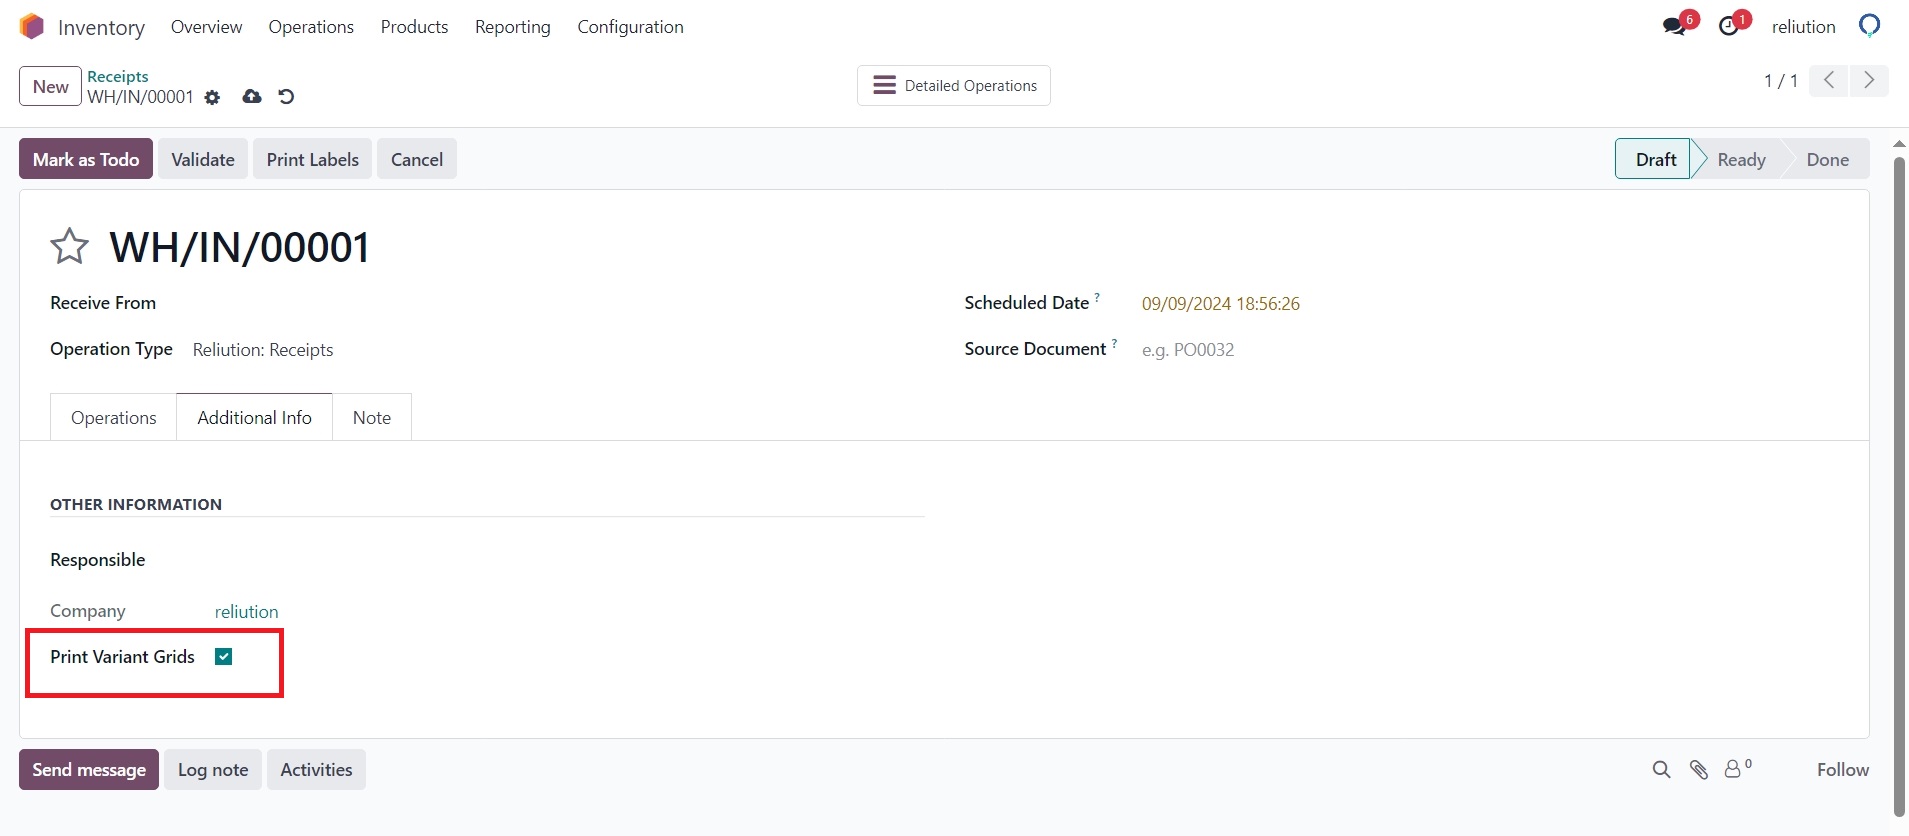 Inventory Overview Operations Products Reporting Configuration 6 1 reliution
New Receipts Detailed Operations 1 / 1
WH/IN/00001
Mark as Todo Validate Print Labels Cancel Draft Ready Done
WH/IN/00001
Receive From Scheduled Date ? 09/09/2024 18:56:26
Operation Type Reliution: Receipts Source Document ? e.g. PO0032
Operations Additional Info Note
OTHER INFORMATION
Responsible
Company reliution
Print Variant Grids
Send message Log note Activities 0 Follow